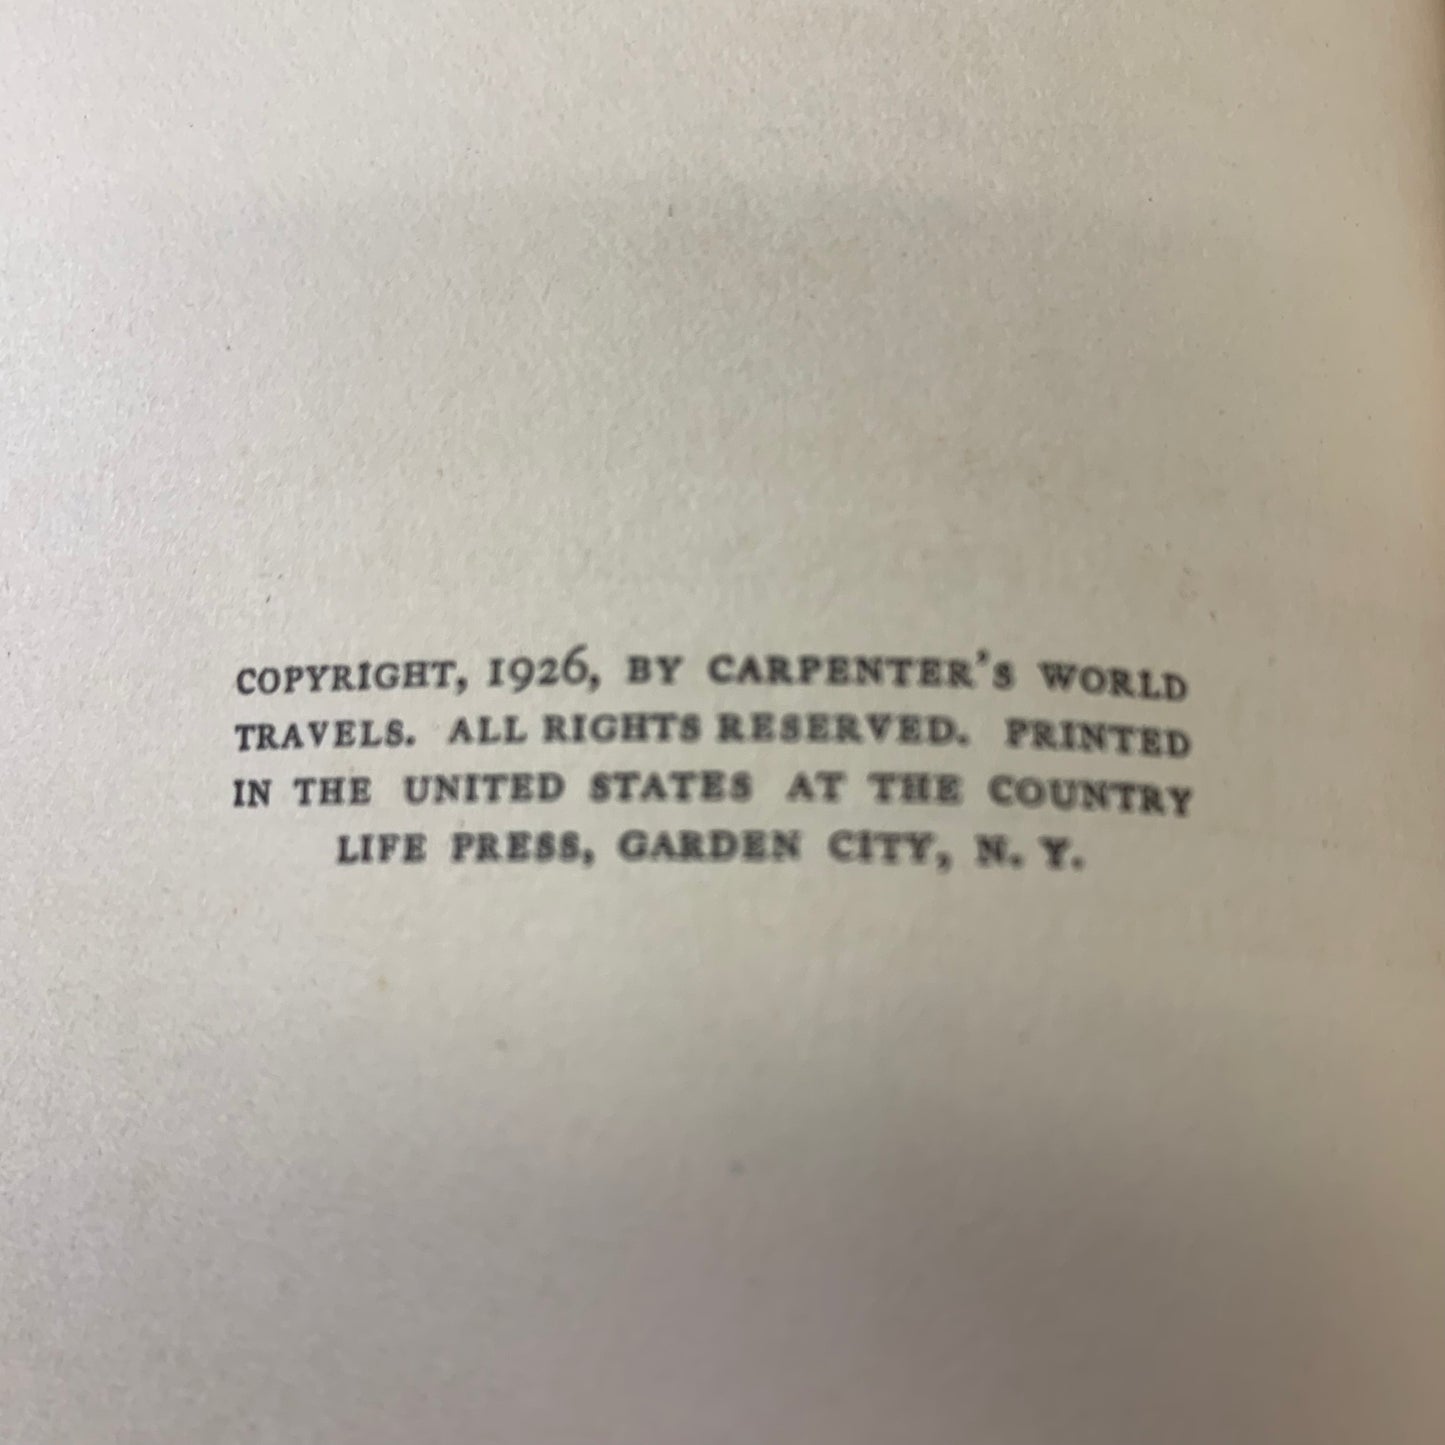 COPYRIGHT, 1926, BY CARPENTER'S WORLD
TRAVELS. ALL RIGHTS RESERVED. PRINTED
IN THE UNITED STATES AT THE COUNTRY
LIFE PRESS, GARDEN CITY, N. Y.